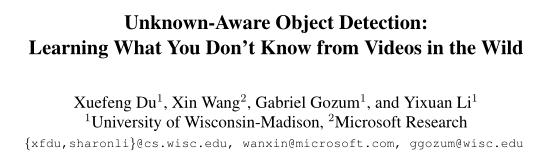 Unknown-Aware Object Detection:
Learning What You Don't Know from Videos in the Wild
Xuefeng Du¹, Xin Wang², Gabriel Gozum¹, and Yixuan Li¹
¹University of Wisconsin-Madison, ²Microsoft Research
{xfdu,sharonli}@cs.wisc.edu, wanxin@microsoft.com, ggozum@wisc.edu